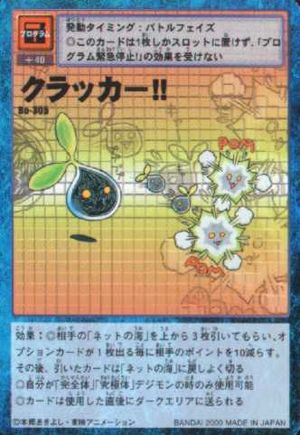 プログラム
+40
発動タイミング：バトルフェイズ
◇このカードは1枚しかスロットに置けず、「プロ
グラム緊急停止!」の効果を受けない
クラッカー!!
Bo-305
POM
POM
効果：◇相手の「ネットの海」を上から3枚引いてもらい、オ
プションカードが1枚出る毎に相手のポイントを10減らす。
その後、引いたカードは「ネットの海」に戻しよく切る
◇自分が「完全体」「究極体」デジモンの時のみ使用可能
◇カードは使用した直後にダークエリアに送られる
©本郷あきよし・東映アニメーション
BANDAI 2000 MADE IN JAPAN